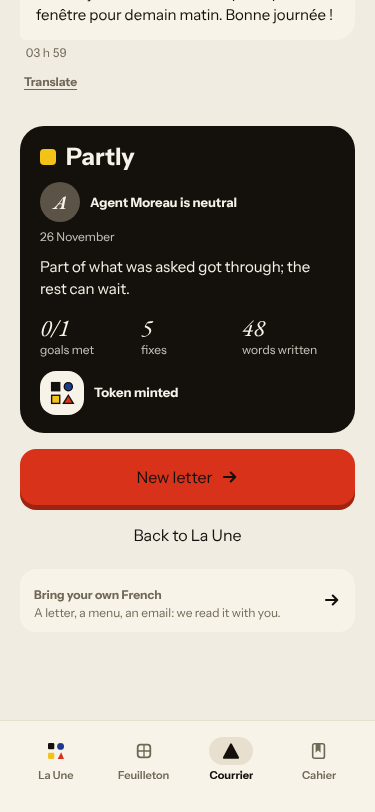 fenêtre pour demain matin. Bonne journée !
03 h 59
Translate
Partly
A
Agent Moreau is neutral
26 November
Part of what was asked got through; the
rest can wait.
0/1
goals met
5
fixes
48
words written
Token minted
New letter →
Back to La Une
Bring your own French
A letter, a menu, an email: we read it with you.
La Une
Feuilleton
Courrier
Cahier